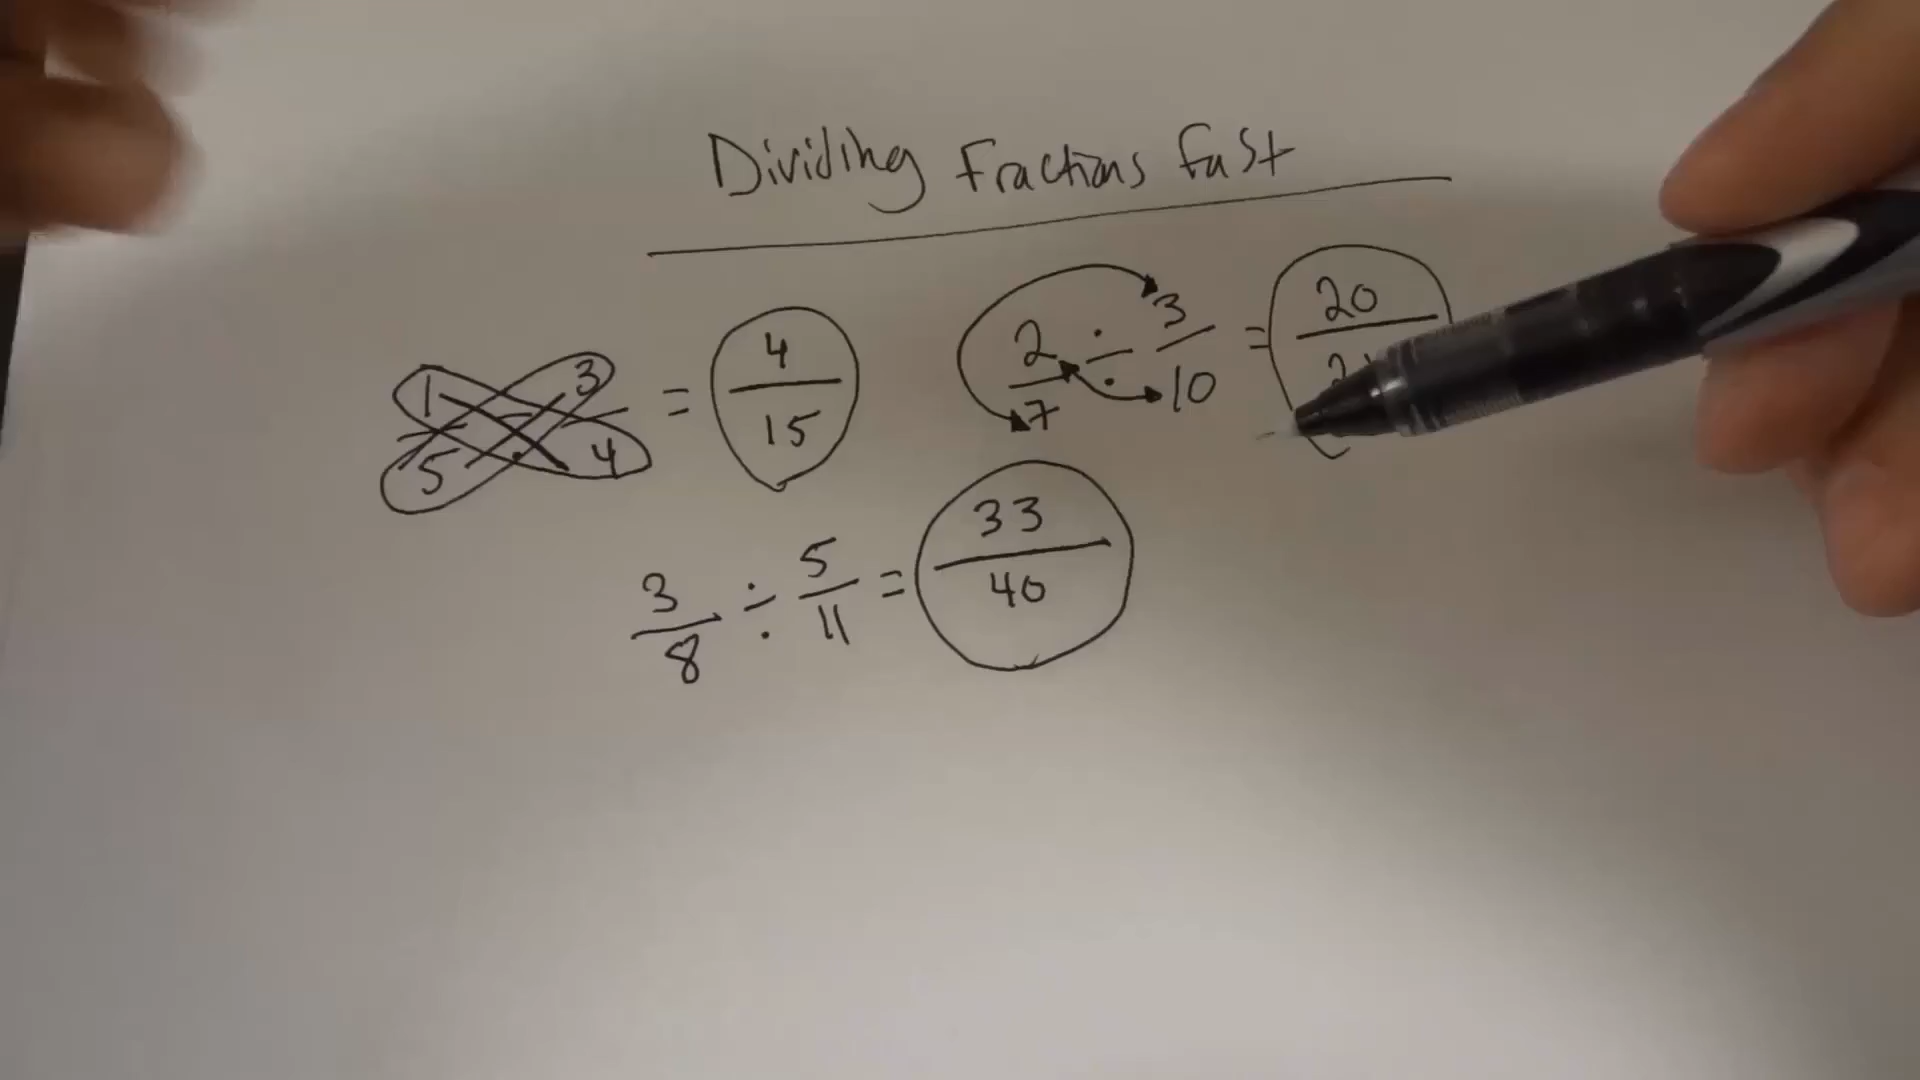 Dividing Fractions Fast
1/5 ÷ 3/4 = 4/15
2/7 ÷ 3/10 = 20/
3/8 ÷ 5/11 = 33/40